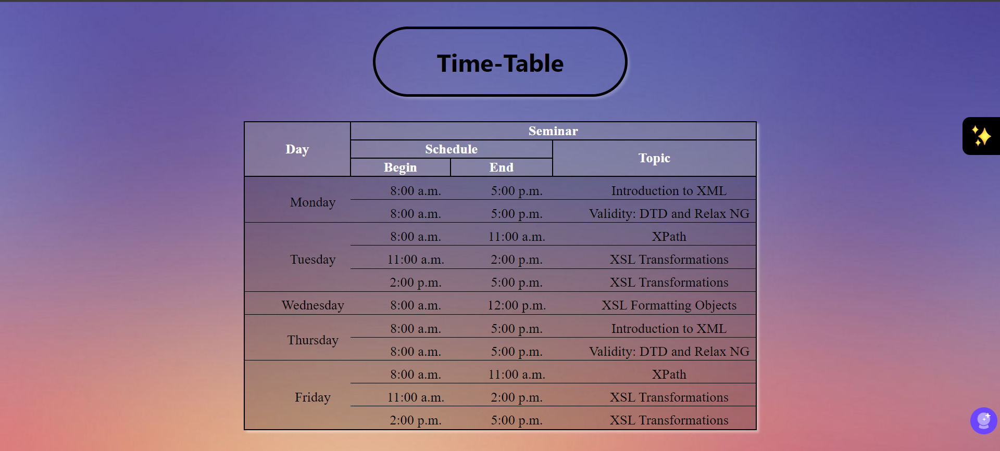 Time-Table
Seminar
Day
Schedule
Topic
Begin End
Monday
8:00 a.m. 5:00 p.m. Introduction to XML
8:00 a.m. 5:00 p.m. Validity: DTD and Relax NG
Tuesday
8:00 a.m. 11:00 a.m. XPath
11:00 a.m. 2:00 p.m. XSL Transformations
2:00 p.m. 5:00 p.m. XSL Transformations
Wednesday 8:00 a.m. 12:00 p.m. XSL Formatting Objects
Thursday
8:00 a.m. 5:00 p.m. Introduction to XML
8:00 a.m. 5:00 p.m. Validity: DTD and Relax NG
Friday
8:00 a.m. 11:00 a.m. XPath
11:00 a.m. 2:00 p.m. XSL Transformations
2:00 p.m. 5:00 p.m. XSL Transformations